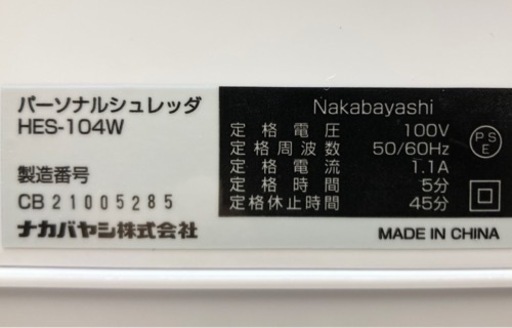 パーソナルシュレッダ
HES-104W
製造番号
CB21005285
ナカバヤシ株式会社
Nakabayashi
定格電圧 100V
定格周波数 50/60Hz
定格電流 1.1A
定格時間 5分
定格休止時間 45分
PSE
MADE IN CHINA